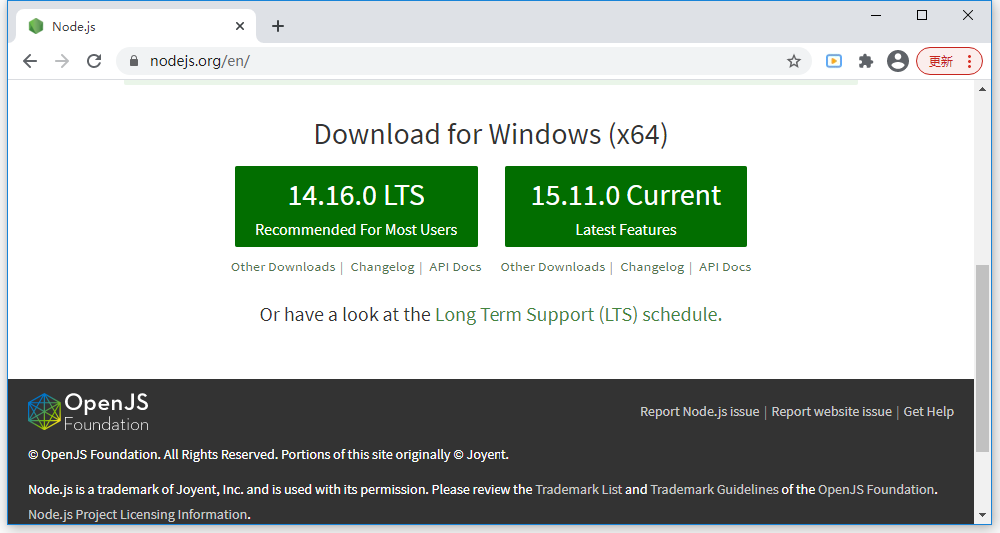 Node.js
nodejs.org/en/
更新
Download for Windows (x64)
14.16.0 LTS
Recommended For Most Users
15.11.0 Current
Latest Features
Other Downloads | Changelog | API Docs
Other Downloads | Changelog | API Docs
Or have a look at the Long Term Support (LTS) schedule.
OpenJS
Foundation
Report Node.js issue | Report website issue | Get Help
© OpenJS Foundation. All Rights Reserved. Portions of this site originally © Joyent.
Node.js is a trademark of Joyent, Inc. and is used with its permission. Please review the Trademark List and Trademark Guidelines of the OpenJS Foundation.
Node.js Project Licensing Information.